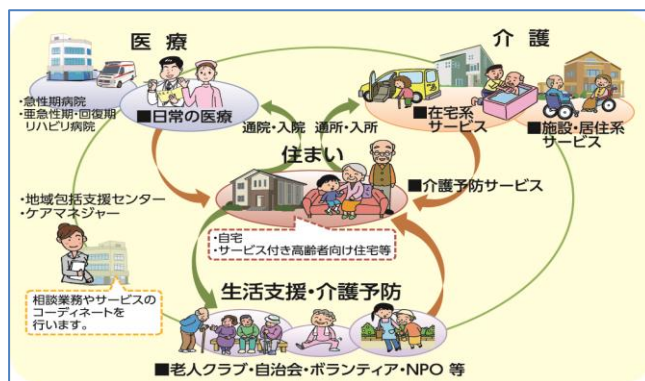 医療
介護
・急性期病院
・亜急性期・回復期
リハビリ病院
■日常の医療
通院・入院
通所・入所
■在宅系
サービス
■施設・居住系
サービス
住まい
■介護予防サービス
・地域包括支援センター
・ケアマネジャー
・自宅
・サービス付き高齢者向け住宅等
相談業務やサービスの
コーディネートを
行います。
生活支援・介護予防
■老人クラブ・自治会・ボランティア・NPO 等